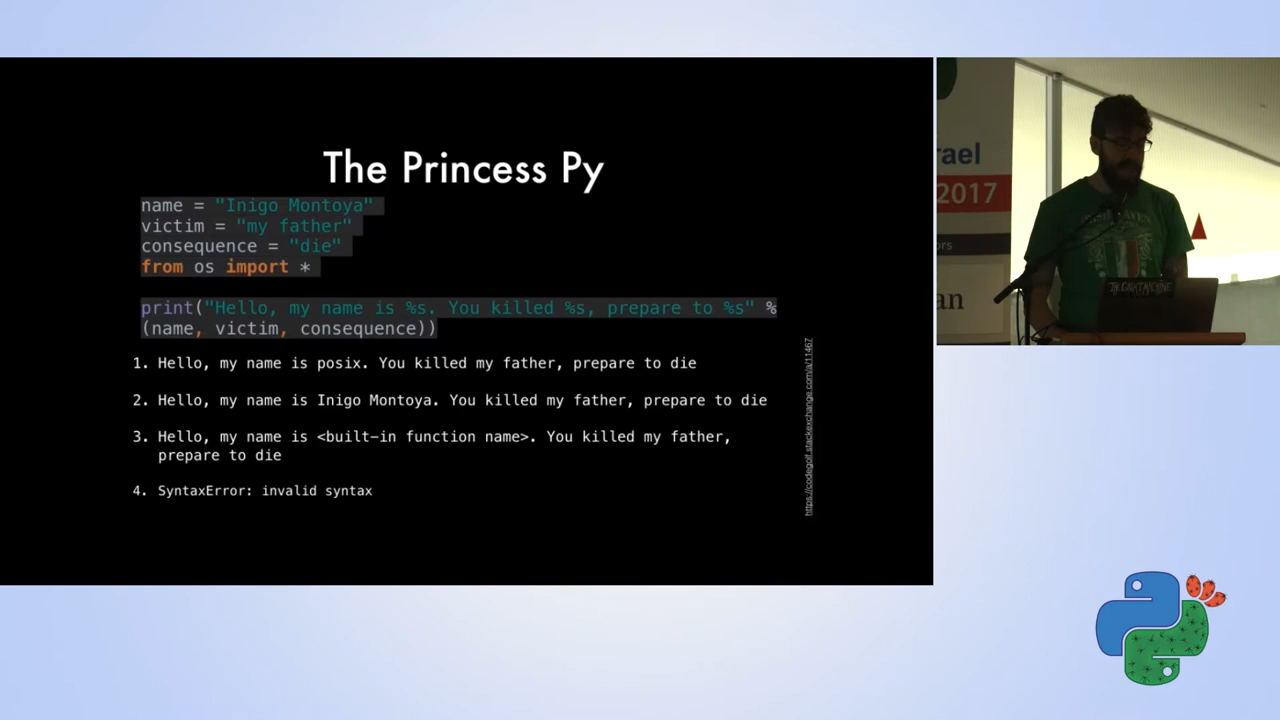 The Princess Py
name = "Inigo Montoya"
victim = "my father"
consequence = "die"
from os import *
print("Hello, my name is %s. You killed %s, prepare to %s" %
(name, victim, consequence))
1. Hello, my name is posix. You killed my father, prepare to die
2. Hello, my name is Inigo Montoya. You killed my father, prepare to die
3. Hello, my name is <built-in function name>. You killed my father,
prepare to die
4. SyntaxError: invalid syntax
https://codegolf.stackexchange.com/a/11467
rael
2017
ors
an